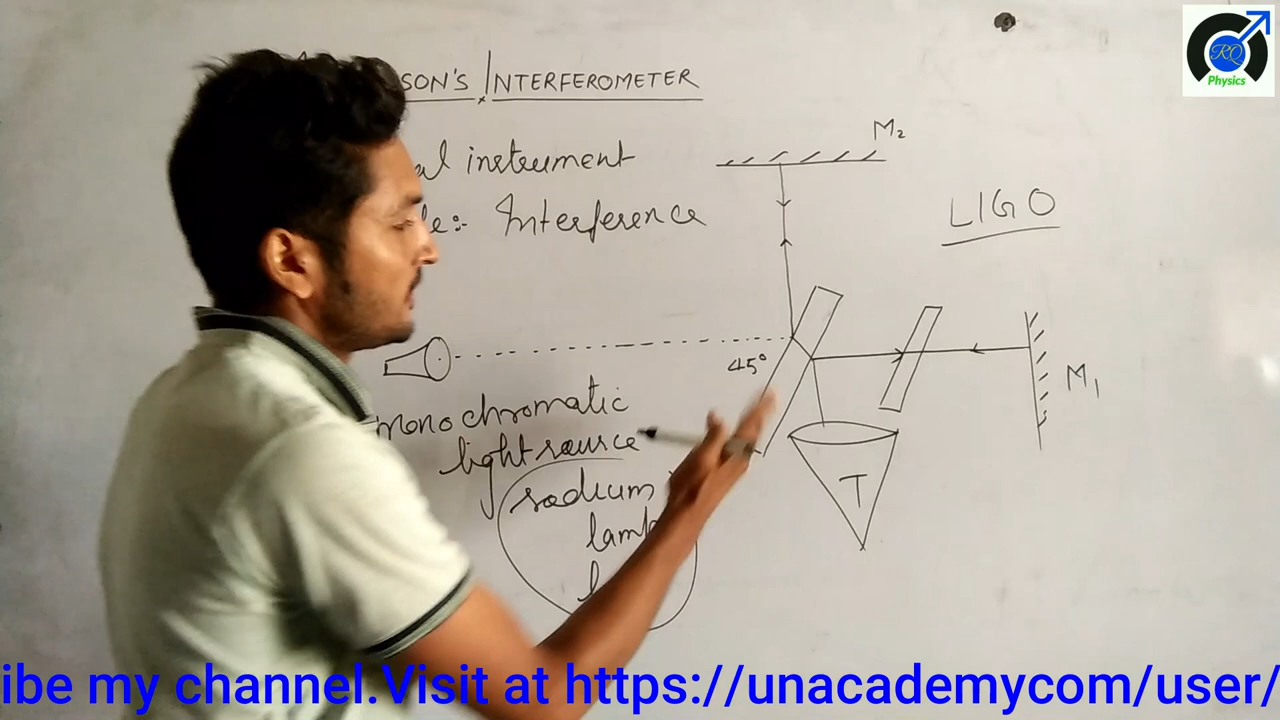 SON'S INTERFEROMETER
al instrument
le:- Interference
M₂
LIGO
45°
M₁
monochromatic
light source
sodium
lamp
T
RQ
Physics
ibe my channel.Visit at https://unacademycom/user/